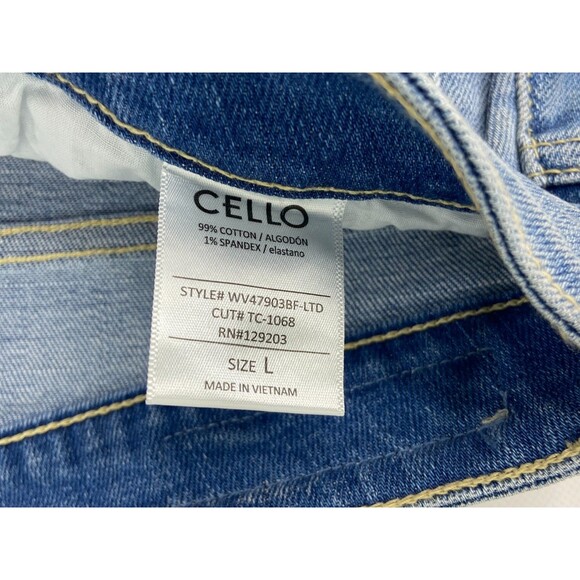 CELLO
99% COTTON / ALGODÓN
1% SPANDEX / elastano
STYLE# WV47903BF-LTD
CUT# TC-1068
RN#129203
SIZE L
MADE IN VIETNAM